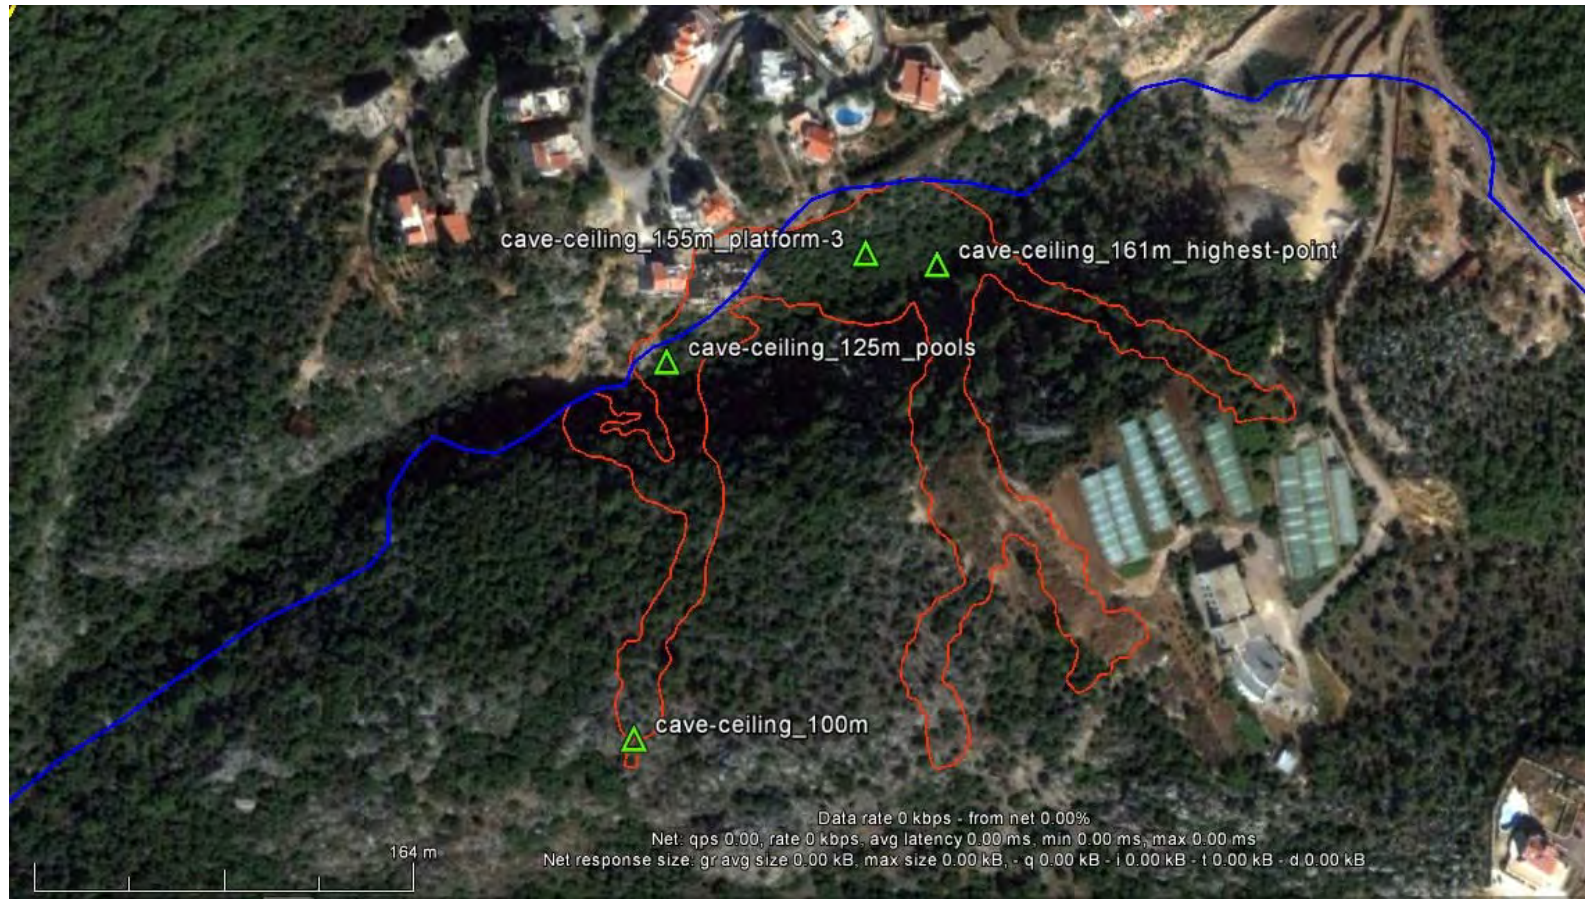 cave-ceiling_155m_platform-3
cave-ceiling_161m_highest-point
cave-ceiling_125m_pools
cave-ceiling_100m
Data rate 0 kbps - from net 0.00%
Net: qps 0.00, rate 0 kbps, avg latency 0.00 ms, min 0.00 ms, max 0.00 ms
164 m
Net response size: gr avg size 0.00 kB, max size 0.00 kB, - q 0.00 kB - i 0.00 kB - t 0.00 kB - d 0.00 kB